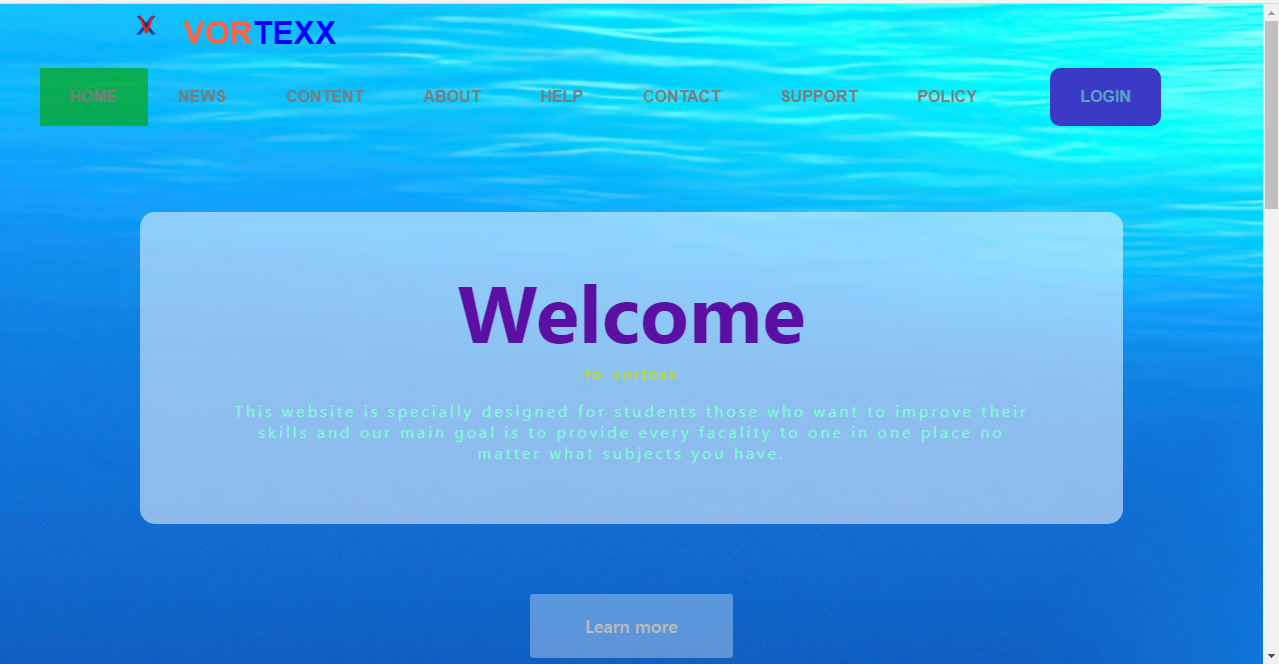 VORTEXX
HOME NEWS CONTENT ABOUT HELP CONTACT SUPPORT POLICY LOGIN
Welcome
to vortexx
This website is specially designed for students those who want to improve their
skills and our main goal is to provide every facality to one in one place no
matter what subjects you have.
Learn more